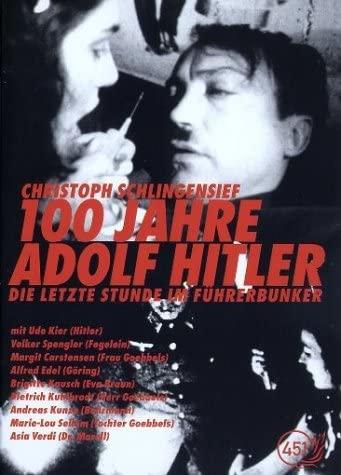 CHRISTOPH SCHLINGENSIEF
100 JAHRE
ADOLF HITLER
DIE LETZTE STUNDE IM FÜHRERBUNKER
mit Udo Kier (Hitler)
Volker Spengler (Fegelein)
Margit Carstensen (Frau Goebbels)
Alfred Edel (Göring)
Brigitte Kausch (Eva Braun)
Dietrich Kuhlbrodt (Herr Goebbels)
Andreas Kunze (Bormann)
Marie-Lou Sellem (Tochter Goebbels)
Asia Verdi (Dr. Morell)
451